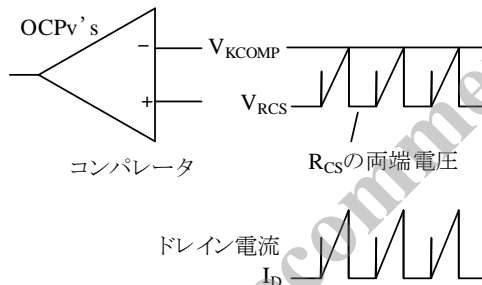 OCPv's
−
V_KCOMP
+
V_RCS
コンパレータ
R_CSの両端電圧
ドレイン電流
I_D
ecomme